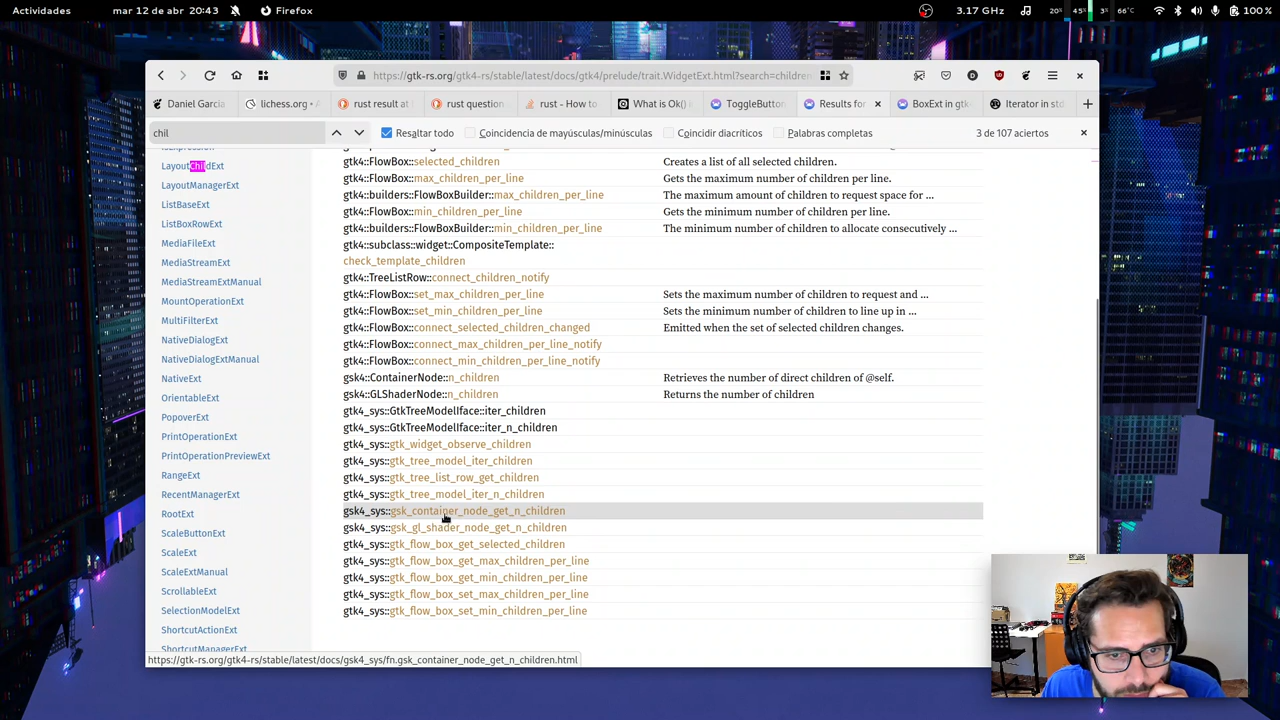 Actividades
mar 12 de abr 20:43
Firefox
3.17 GHz
20%
45%
3%
66°C
100 %
https://gtk-rs.org/gtk4-rs/stable/latest/docs/gtk4/prelude/trait.WidgetExt.html?search=children
Daniel Garcia
lichess.org •
rust result at
rust question
rust - How to
What is Ok()
ToggleButton
Results for
BoxExt in gtk
Iterator in std
chil
Resaltar todo
Coincidencia de mayúsculas/minúsculas
Coincidir diacríticos
Palabras completas
3 de 107 aciertos
LayoutChildExt
LayoutManagerExt
ListBaseExt
ListBoxRowExt
MediaFileExt
MediaStreamExt
MediaStreamExtManual
MountOperationExt
MultiFilterExt
NativeDialogExt
NativeDialogExtManual
NativeExt
OrientableExt
PopoverExt
PrintOperationExt
PrintOperationPreviewExt
RangeExt
RecentManagerExt
RootExt
ScaleButtonExt
ScaleExt
ScaleExtManual
ScrollableExt
SelectionModelExt
ShortcutActionExt
ShortcutManagerExt
gtk4::FlowBox::selected_children Creates a list of all selected children.
gtk4::FlowBox::max_children_per_line Gets the maximum number of children per line.
gtk4::builders::FlowBoxBuilder::max_children_per_line The maximum amount of children to request space for ...
gtk4::FlowBox::min_children_per_line Gets the minimum number of children per line.
gtk4::builders::FlowBoxBuilder::min_children_per_line The minimum number of children to allocate consecutively ...
gtk4::subclass::widget::CompositeTemplate::
check_template_children
gtk4::TreeListRow::connect_children_notify
gtk4::FlowBox::set_max_children_per_line Sets the maximum number of children to request and ...
gtk4::FlowBox::set_min_children_per_line Sets the minimum number of children to line up in ...
gtk4::FlowBox::connect_selected_children_changed Emitted when the set of selected children changes.
gtk4::FlowBox::connect_max_children_per_line_notify
gtk4::FlowBox::connect_min_children_per_line_notify
gsk4::ContainerNode::n_children Retrieves the number of direct children of @self.
gsk4::GLShaderNode::n_children Returns the number of children
gtk4_sys::GtkTreeModelIface::iter_children
gtk4_sys::GtkTreeModelIface::iter_n_children
gtk4_sys::gtk_widget_observe_children
gtk4_sys::gtk_tree_model_iter_children
gtk4_sys::gtk_tree_list_row_get_children
gtk4_sys::gtk_tree_model_iter_n_children
gsk4_sys::gsk_container_node_get_n_children
gsk4_sys::gsk_gl_shader_node_get_n_children
gtk4_sys::gtk_flow_box_get_selected_children
gtk4_sys::gtk_flow_box_get_max_children_per_line
gtk4_sys::gtk_flow_box_get_min_children_per_line
gtk4_sys::gtk_flow_box_set_max_children_per_line
gtk4_sys::gtk_flow_box_set_min_children_per_line
https://gtk-rs.org/gtk4-rs/stable/latest/docs/gsk4_sys/fn.gsk_container_node_get_n_children.html